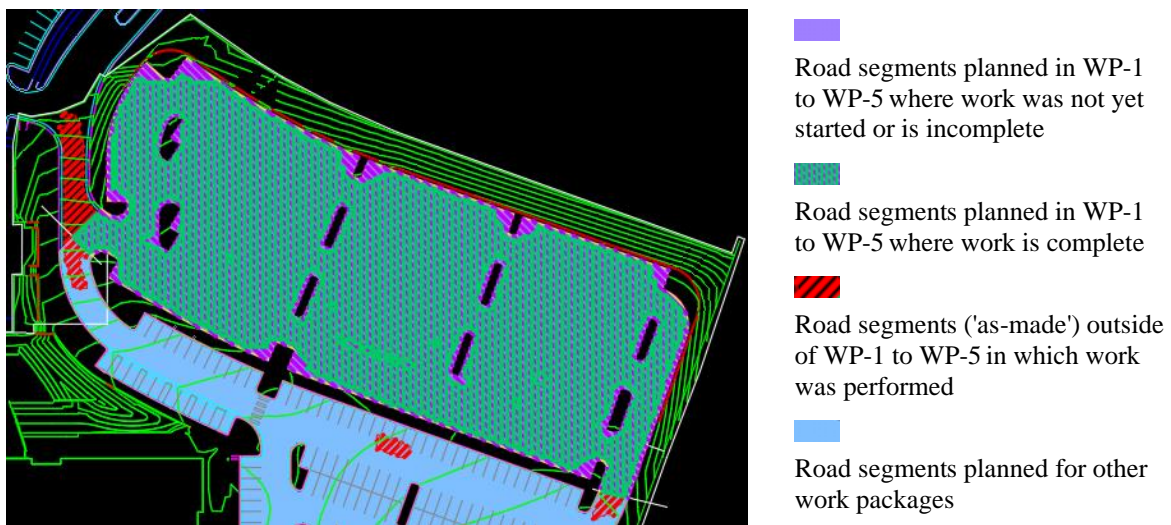 Road segments planned in WP-1
to WP-5 where work was not yet
started or is incomplete
Road segments planned in WP-1
to WP-5 where work is complete
Road segments ('as-made') outside
of WP-1 to WP-5 in which work
was performed
Road segments planned for other
work packages